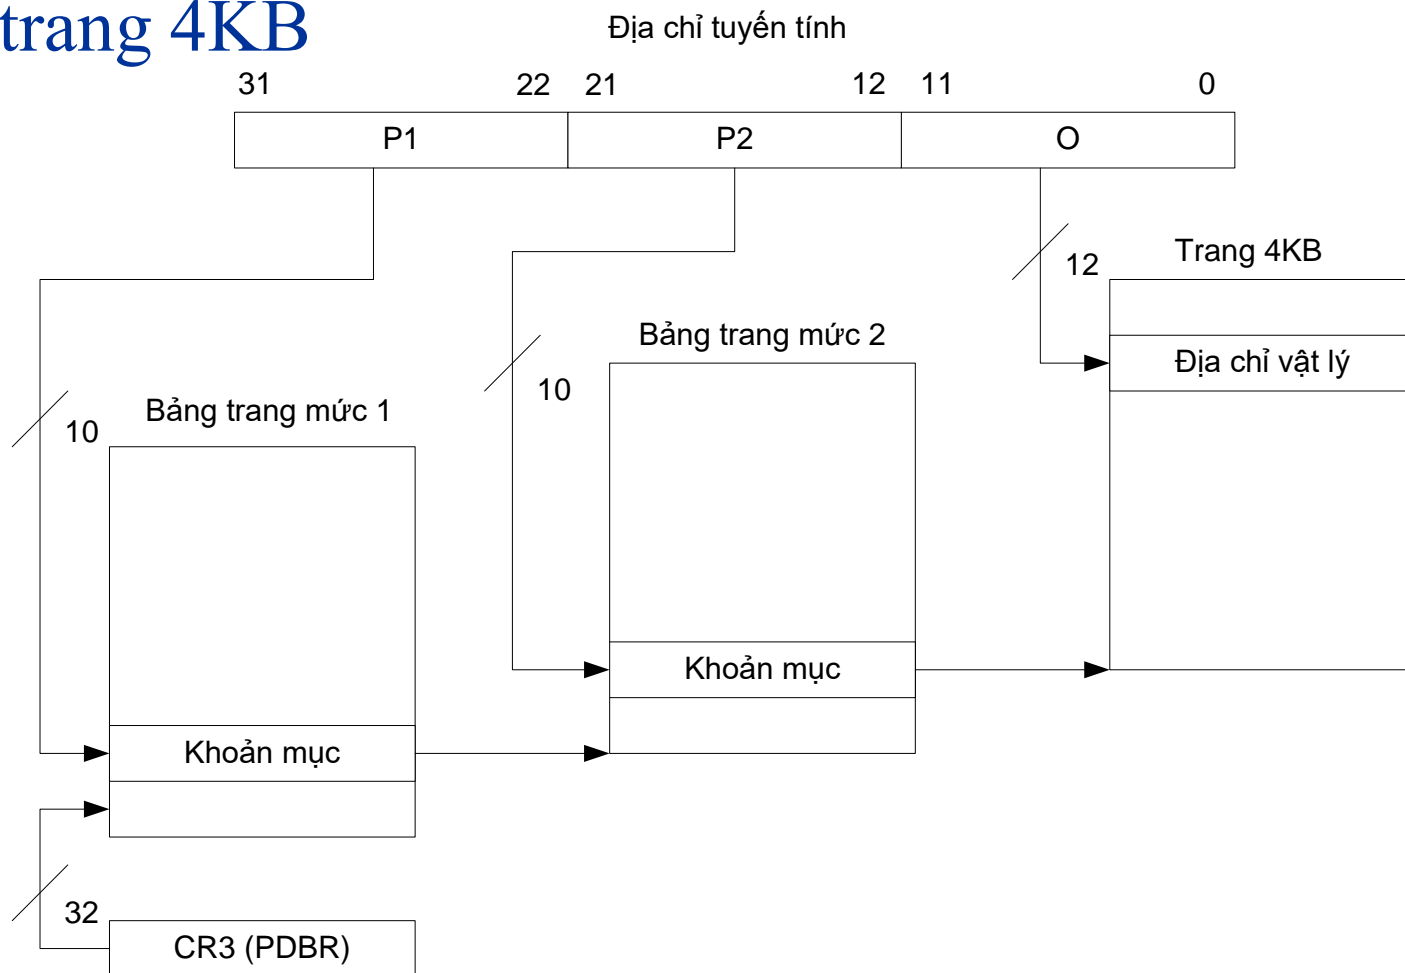 trang 4KB
Địa chỉ tuyến tính
31 22 21 12 11 0
P1 P2 O
12
Trang 4KB
Địa chỉ vật lý
Bảng trang mức 2
10
Khoản mục
Bảng trang mức 1
10
Khoản mục
32
CR3 (PDBR)